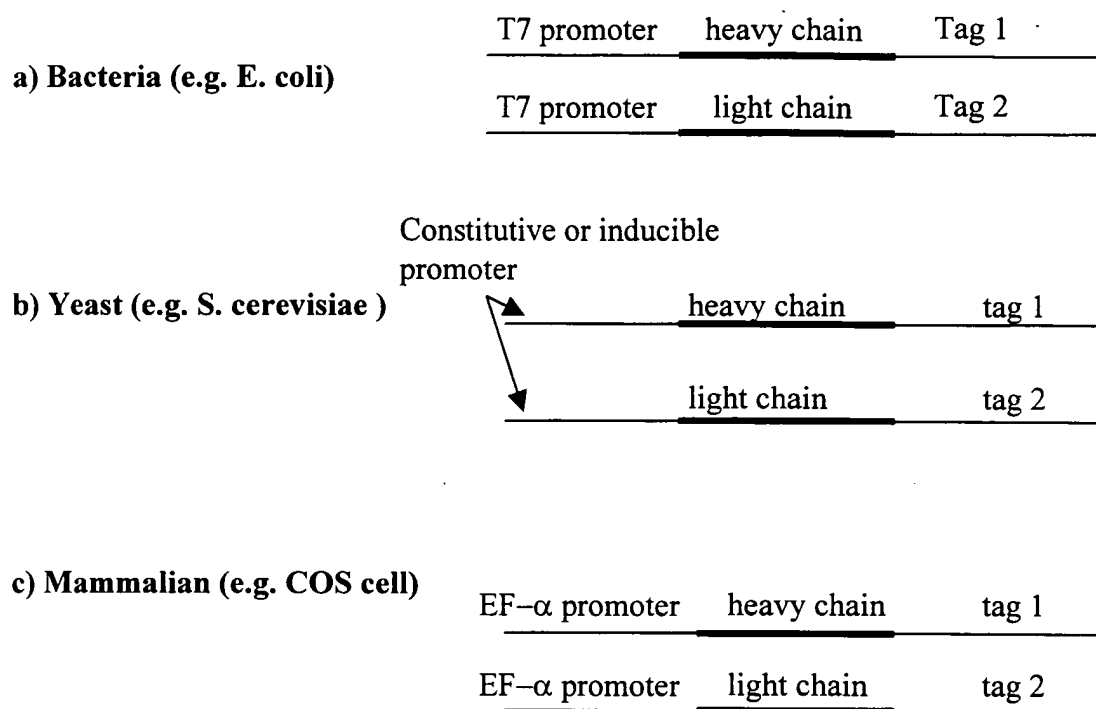 T7 promoter heavy chain Tag 1
a) Bacteria (e.g. E. coli)
T7 promoter light chain Tag 2
Constitutive or inducible
promoter
b) Yeast (e.g. S. cerevisiae )
heavy chain tag 1
light chain tag 2
c) Mammalian (e.g. COS cell)
EF–α promoter heavy chain tag 1
EF–α promoter light chain tag 2